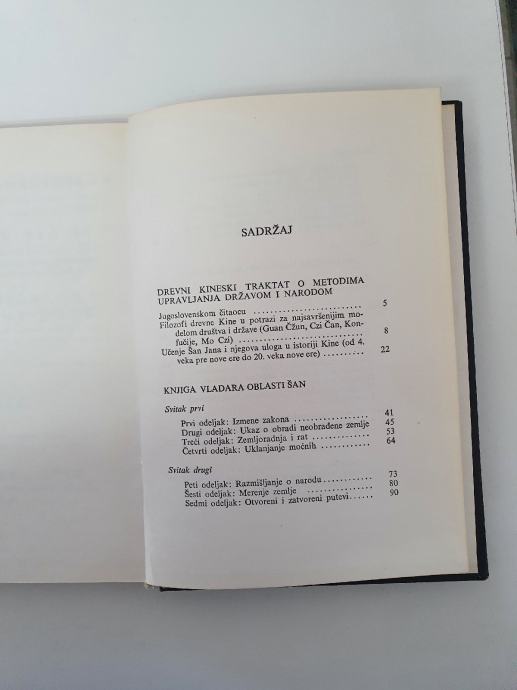 SADRŽAJ
DREVNI KINESKI TRAKTAT O METODIMA
UPRAVLJANJA DRŽAVOM I NARODOM
Jugoslovenskom čitaocu .......................... 5
Filozofi drevne Kine u potrazi za najsavršenijim mo-
delom društva i države (Guan Čžun, Czi Čan, Kon-
fučije, Mo Czi) .............................. 8
Učenje Šan Jana i njegova uloga u istoriji Kine (od 4.
veka pre nove ere do 20. veka nove ere) .......... 22
KNJIGA VLADARA OBLASTI ŠAN
Svitak prvi
Prvi odeljak: Izmene zakona .................. 41
Drugi odeljak: Ukaz o obradi neobrađene zemlje 45
Treći odeljak: Zemljoradnja i rat .............. 53
Četvrti odeljak: Uklanjanje moćnih ............ 64
Svitak drugi
Peti odeljak: Razmišljanje o narodu............ 73
Šesti odeljak: Merenje zemlje ................ 80
Sedmi odeljak: Otvoreni i zatvoreni putevi...... 90